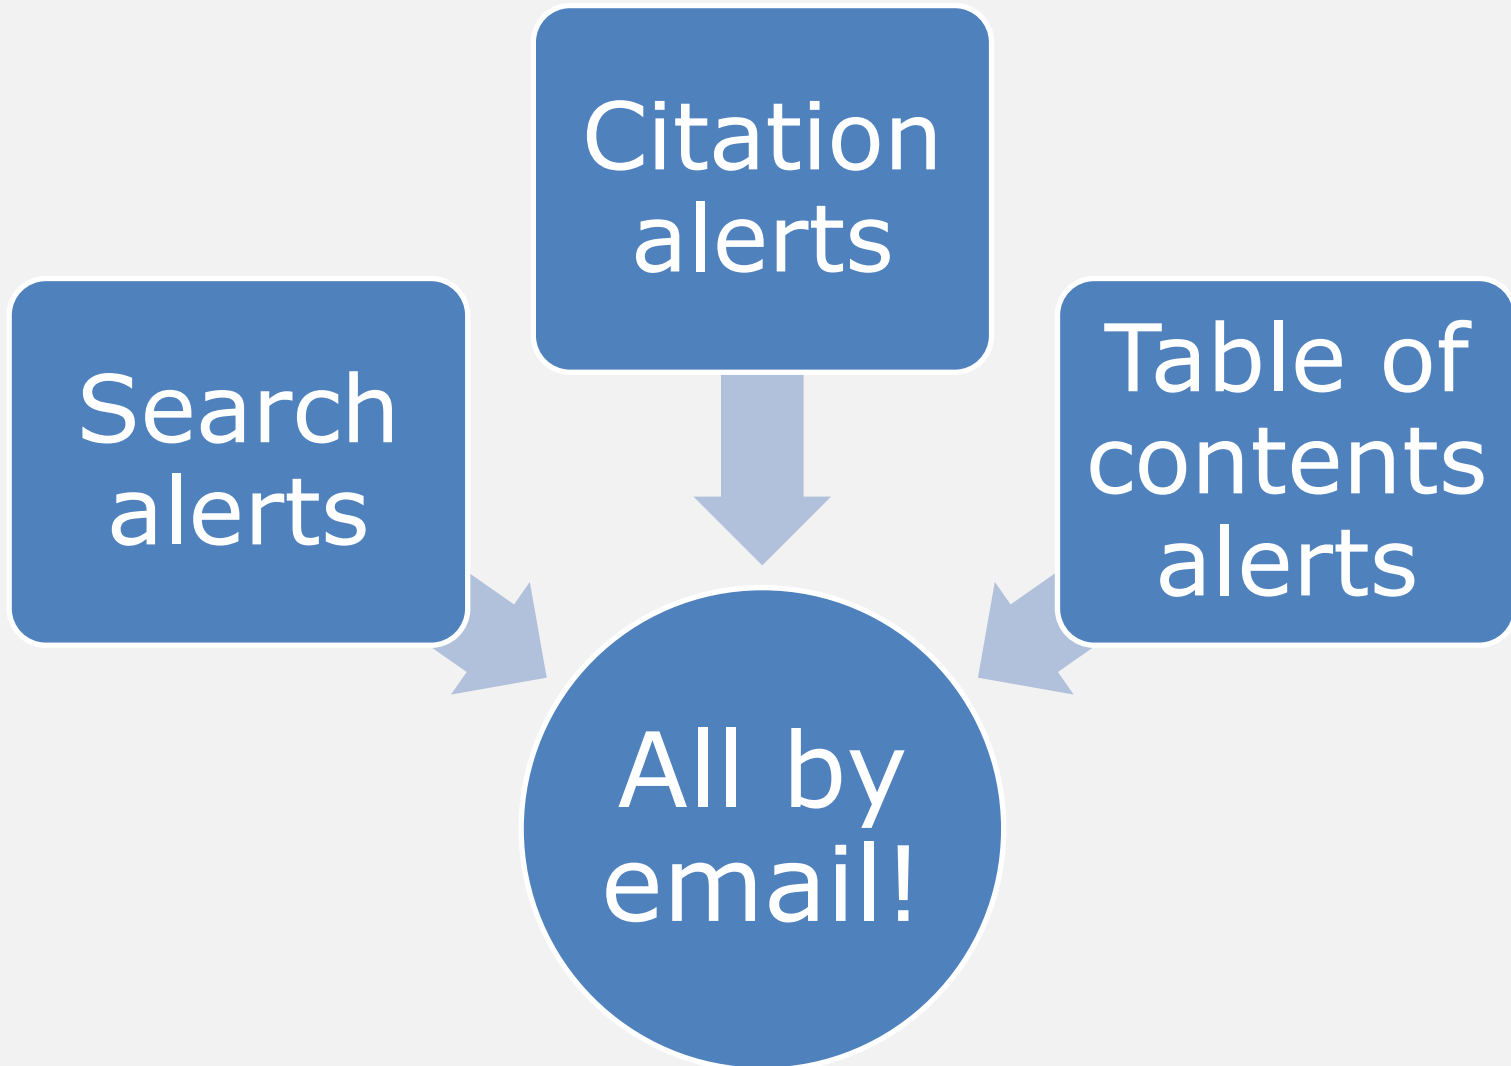 Search
alerts
Citation
alerts
Table of
contents
alerts
All by
email!